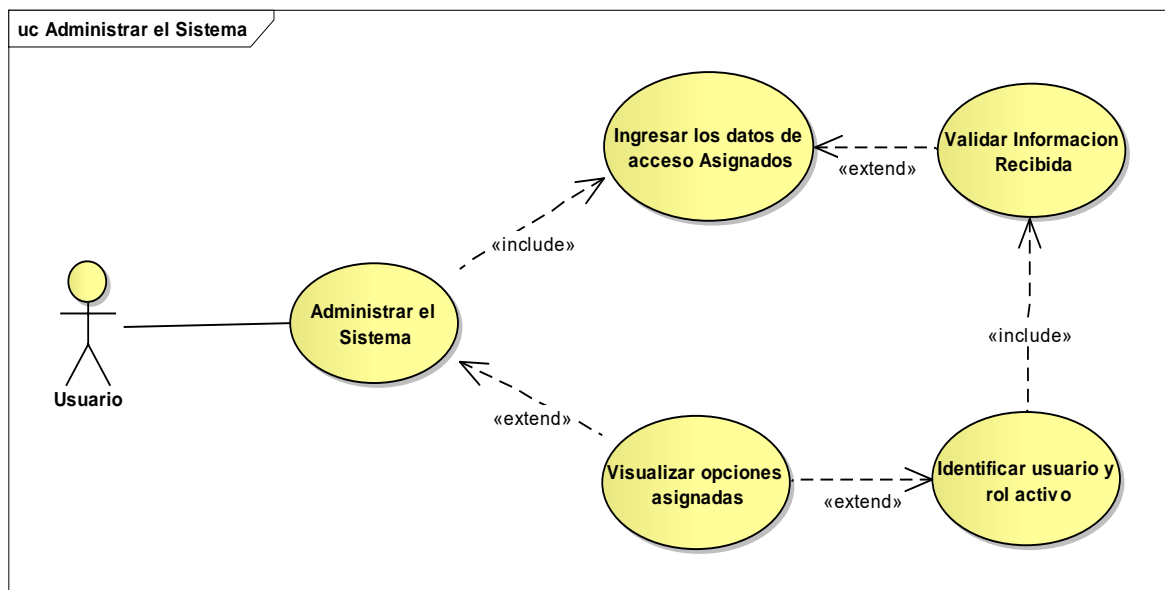 uc Administrar el Sistema
Ingresar los datos de
acceso Asignados
Validar Informacion
Recibida
«extend»
«include»
Administrar el
Sistema
«include»
Usuario
«extend»
Visualizar opciones
asignadas
«extend»
Identificar usuario y
rol activo